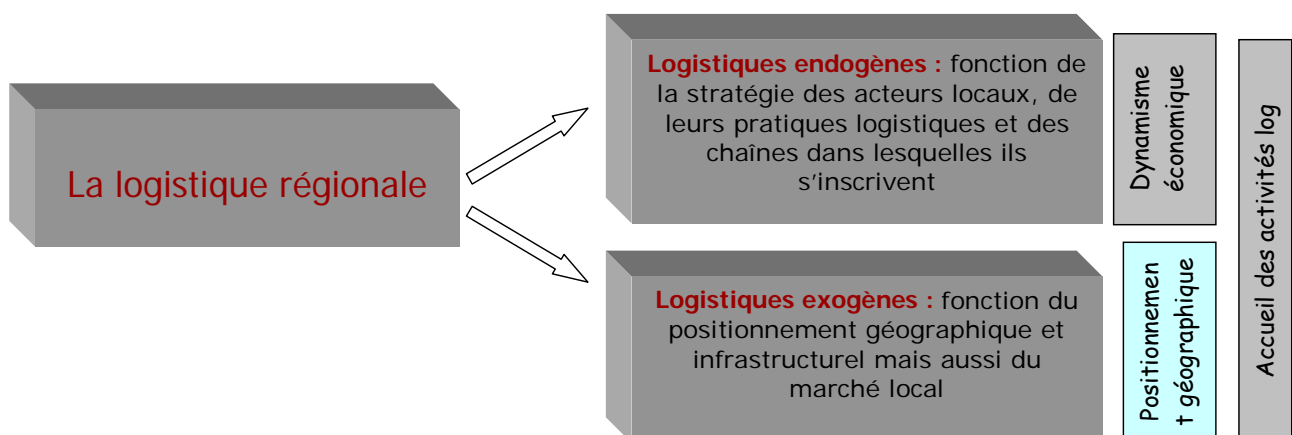 La logistique régionale
Logistiques endogènes : fonction de
la stratégie des acteurs locaux, de
leurs pratiques logistiques et des
chaînes dans lesquelles ils
s'inscrivent
Dynamisme
économique
Logistiques exogènes : fonction du
positionnement géographique et
infrastructurel mais aussi du
marché local
Positionnemen
t géographique
Accueil des activités log